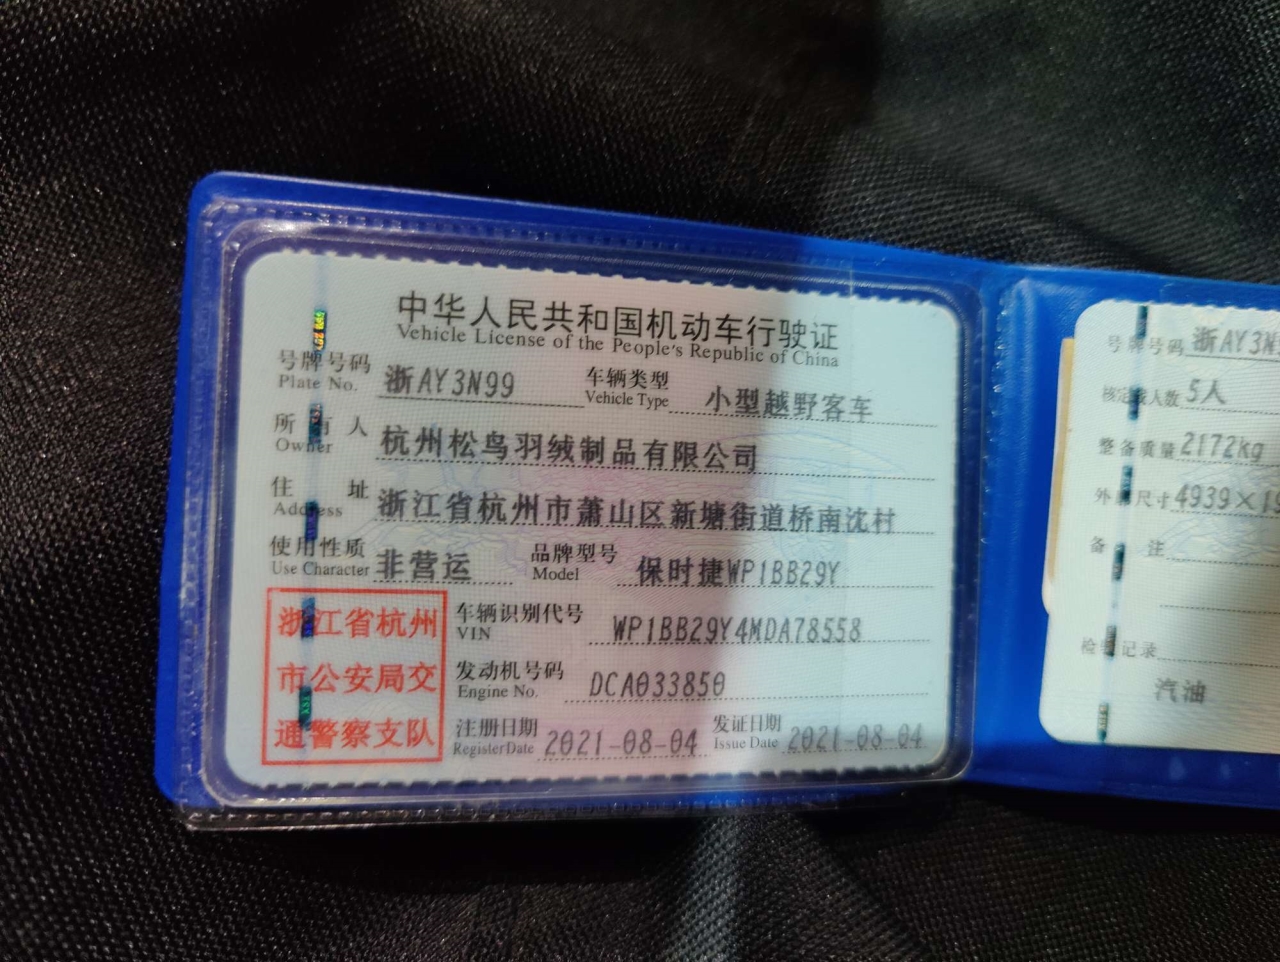 中华人民共和国机动车行驶证
Vehicle License of the People's Republic of China
号牌号码 浙AY3N99 车辆类型 小型越野客车
Plate No. Vehicle Type
所有人 杭州松鸟羽绒制品有限公司
Owner
住址 浙江省杭州市萧山区新塘街道桥南沈村
Address
使用性质 非营运 品牌型号 保时捷WP1BB29Y
Use Character Model
浙江省杭州
市公安局交
通警察支队
车辆识别代号 WP1BB29Y4MDA78558
VIN
发动机号码 DCA033850
Engine No.
注册日期 2021-08-04 发证日期 2021-08-04
Register Date Issue Date
号牌号码 浙AY3N
核定载人数 5人
整备质量 2172kg
外廓尺寸 4939×19
备注
检验记录
汽油